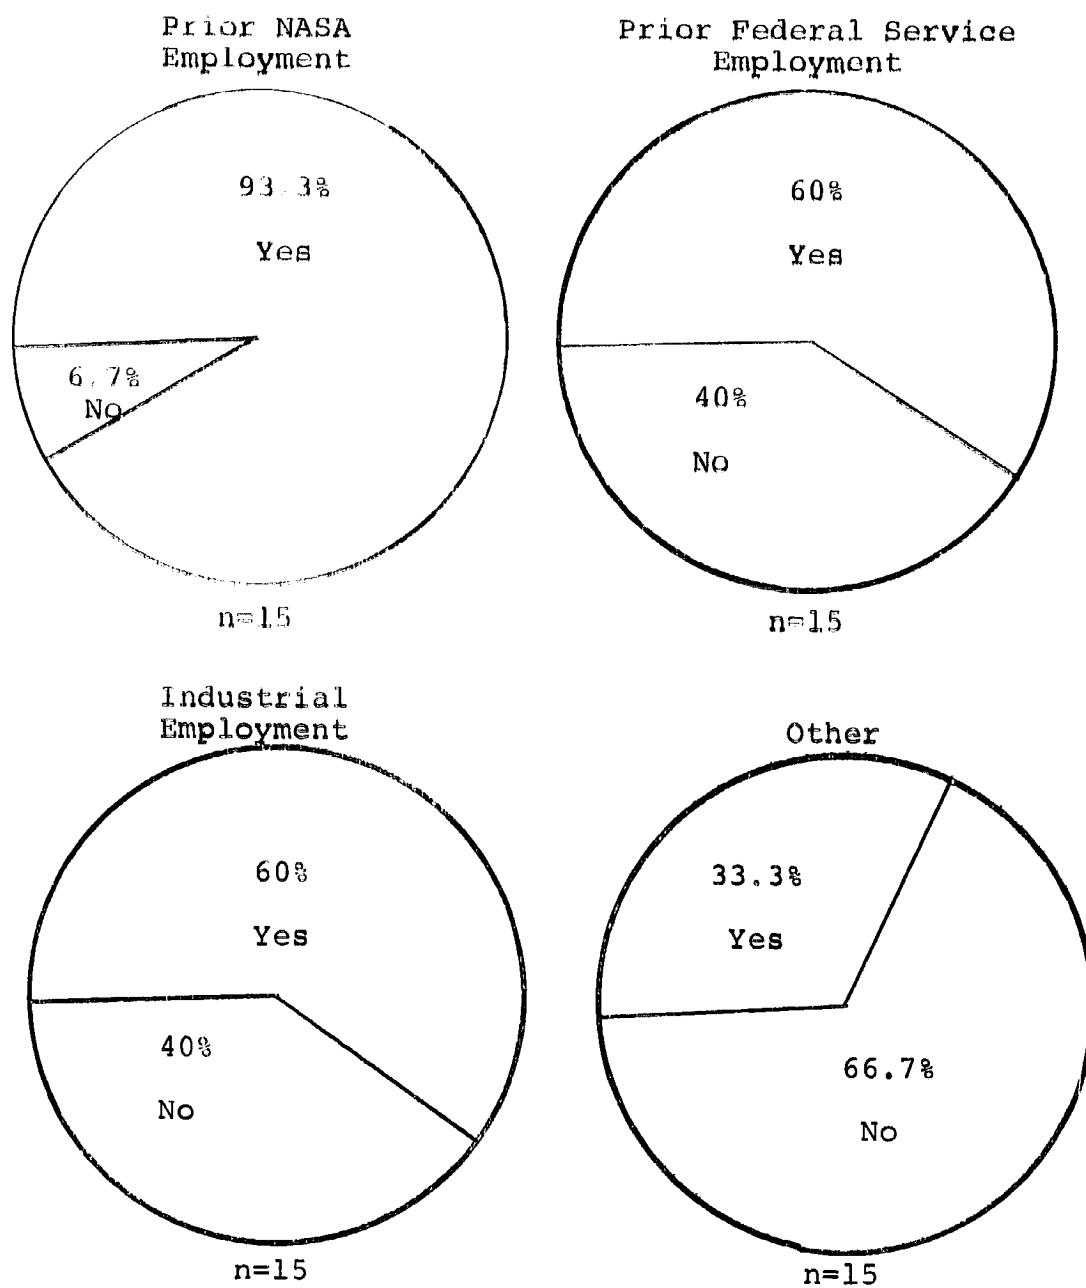 Prior NASA
Employment
93.3%
Yes
6.7%
No
n=15
Prior Federal Service
Employment
60%
Yes
40%
No
n=15
Industrial
Employment
60%
Yes
40%
No
n=15
Other
33.3%
Yes
66.7%
No
n=15